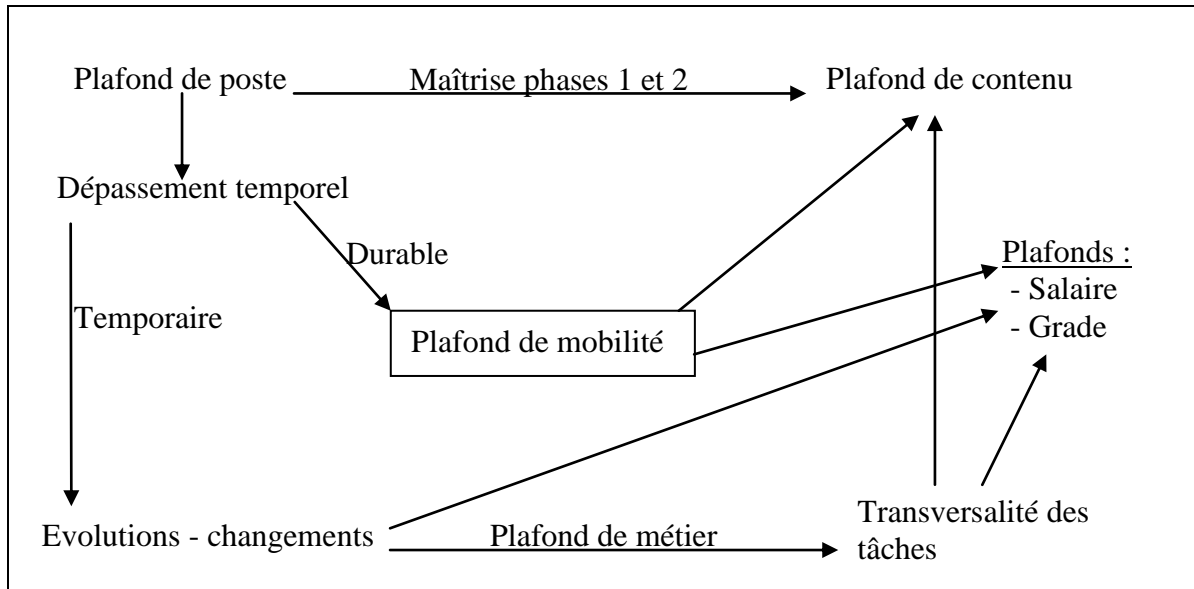 Plafond de poste
Maîtrise phases 1 et 2
Plafond de contenu
Dépassement temporel
Durable
Plafonds :
- Salaire
- Grade
Temporaire
Plafond de mobilité
Evolutions - changements
Plafond de métier
Transversalité des
tâches